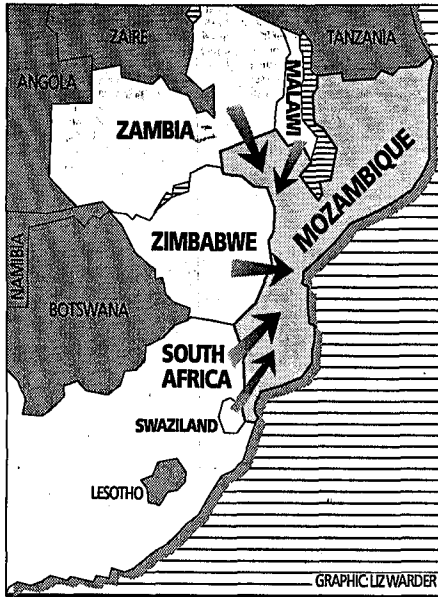 ZAIRE
TANZANIA
ANGOLA
MALAWI
ZAMBIA
MOZAMBIQUE
ZIMBABWE
NAMIBIA
BOTSWANA
SOUTH
AFRICA
SWAZILAND
LESOTHO
GRAPHIC: LIZ WARDER